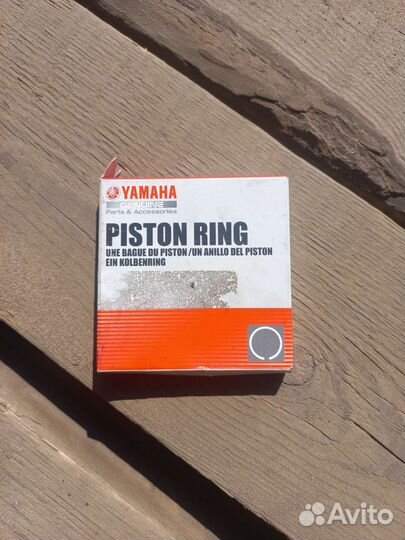 YAMAHA
GENUINE
Parts & Accessories
PISTON RING
UNE BAGUE DU PISTON/UN ANILLO DEL PISTON
EIN KOLBENRING
Avito